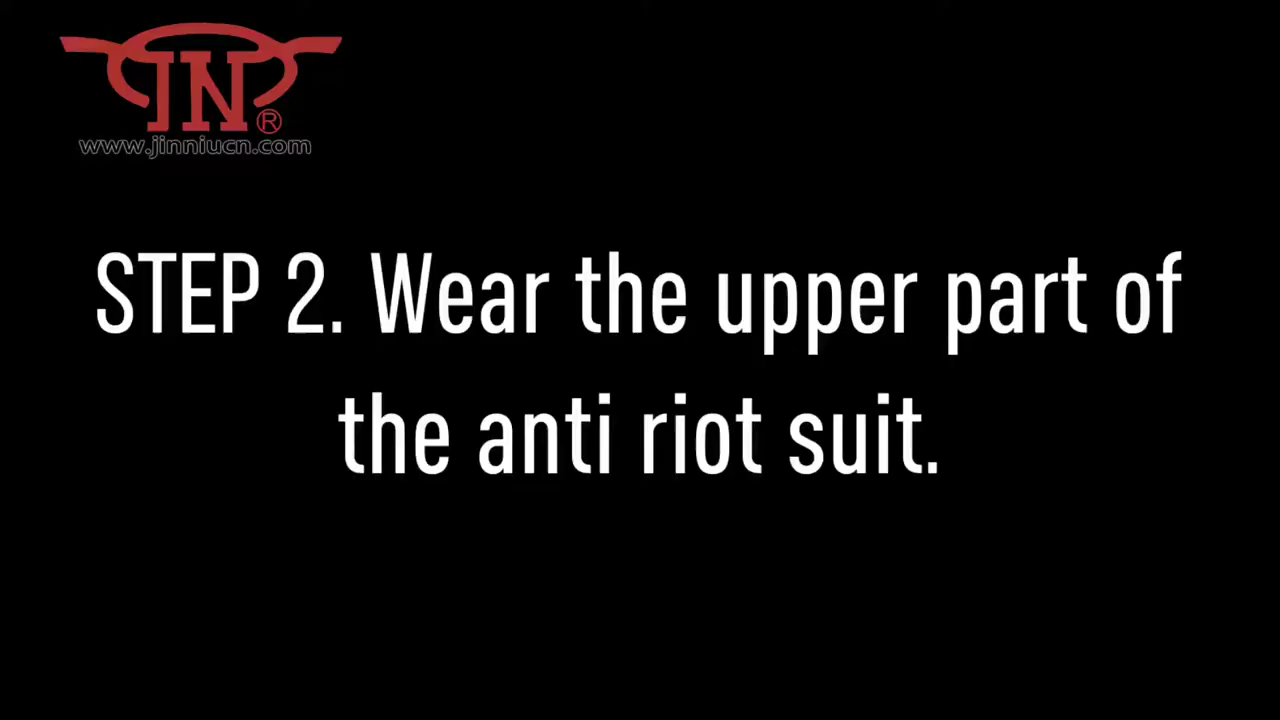 JN®
www.jinniucn.com
STEP 2. Wear the upper part of
the anti riot suit.